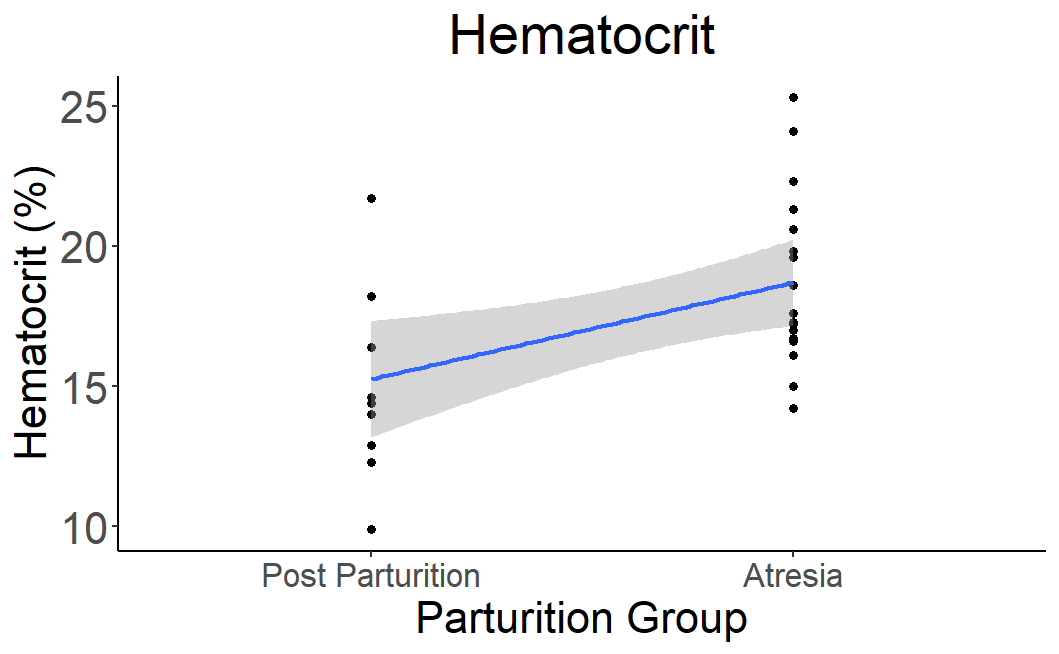 Hematocrit
Hematocrit (%)
25
20
15
10
Post Parturition
Atresia
Parturition Group